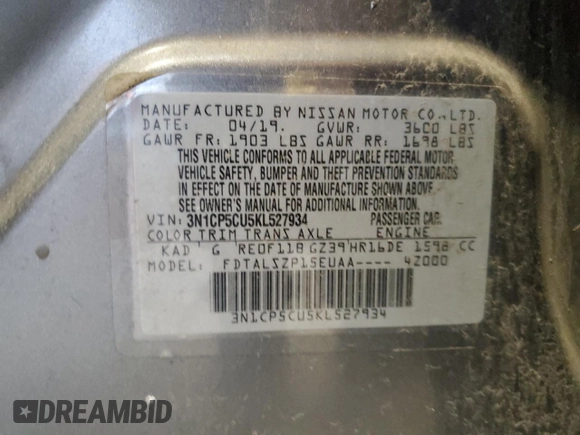 MANUFACTURED BY NISSAN MOTOR CO.,LTD.
DATE: 04/19. GVWR: 3600 LBS
GAWR FR: 1903 LBS GAWR RR: 1698 LBS
THIS VEHICLE CONFORMS TO ALL APPLICABLE FEDERAL MOTOR
VEHICLE SAFETY, BUMPER AND THEFT PREVENTION STANDARDS
IN EFFECT ON THE DATE OF MANUFACTURE SHOWN ABOVE.
SEE OWNER'S MANUAL FOR ADDITIONAL INFORMATION.
VIN: 3N1CP5CU5KL527934 PASSENGER CAR
COLOR TRIM TRANS AXLE ENGINE
KAD G RE0F11B GZ39 HR16DE 1598 CC
MODEL: FDTALSZP15EUAA---- 4Z000
3N1CP5CU5KL527934
DREAMBID